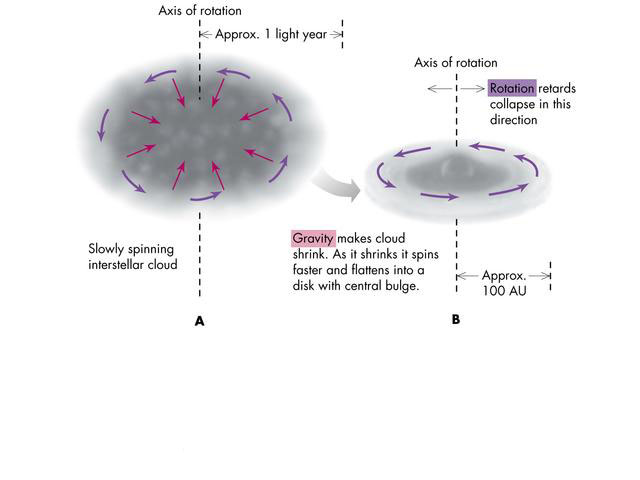 Axis of rotation
Approx. 1 light year
Slowly spinning
interstellar cloud
A
Gravity makes cloud
shrink. As it shrinks it spins
faster and flattens into a
disk with central bulge.
Axis of rotation
Rotation retards
collapse in this
direction
Approx.
100 AU
B